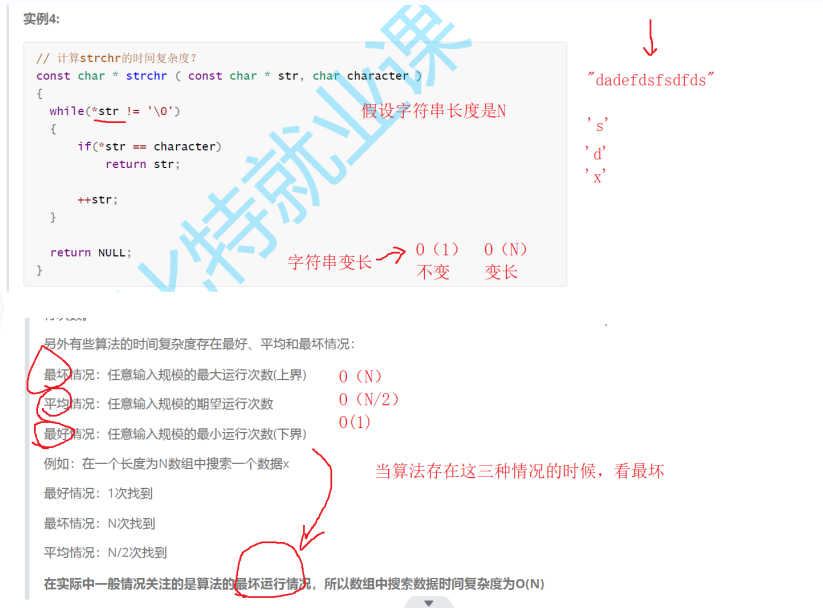 实例4:
// 计算strchr的时间复杂度？
const char * strchr ( const char * str, char character )
{
while(*str != '\0')
{
if(*str == character)
return str;
++str;
}
return NULL;
}
假设字符串长度是N
字符串变长
O（1） O（N）
不变 变长
"dadefdsfsdfds"
's'
'd'
'x'
特就业课
另外有些算法的时间复杂度存在最好、平均和最坏情况：
最坏情况：任意输入规模的最大运行次数(上界) O（N）
平均情况：任意输入规模的期望运行次数 O（N/2）
最好情况：任意输入规模的最小运行次数(下界) O(1)
例如：在一个长度为N数组中搜索一个数据x
当算法存在这三种情况的时候，看最坏
最好情况：1次找到
最坏情况：N次找到
平均情况：N/2次找到
在实际中一般情况关注的是算法的最坏运行情况，所以数组中搜索数据时间复杂度为O(N)